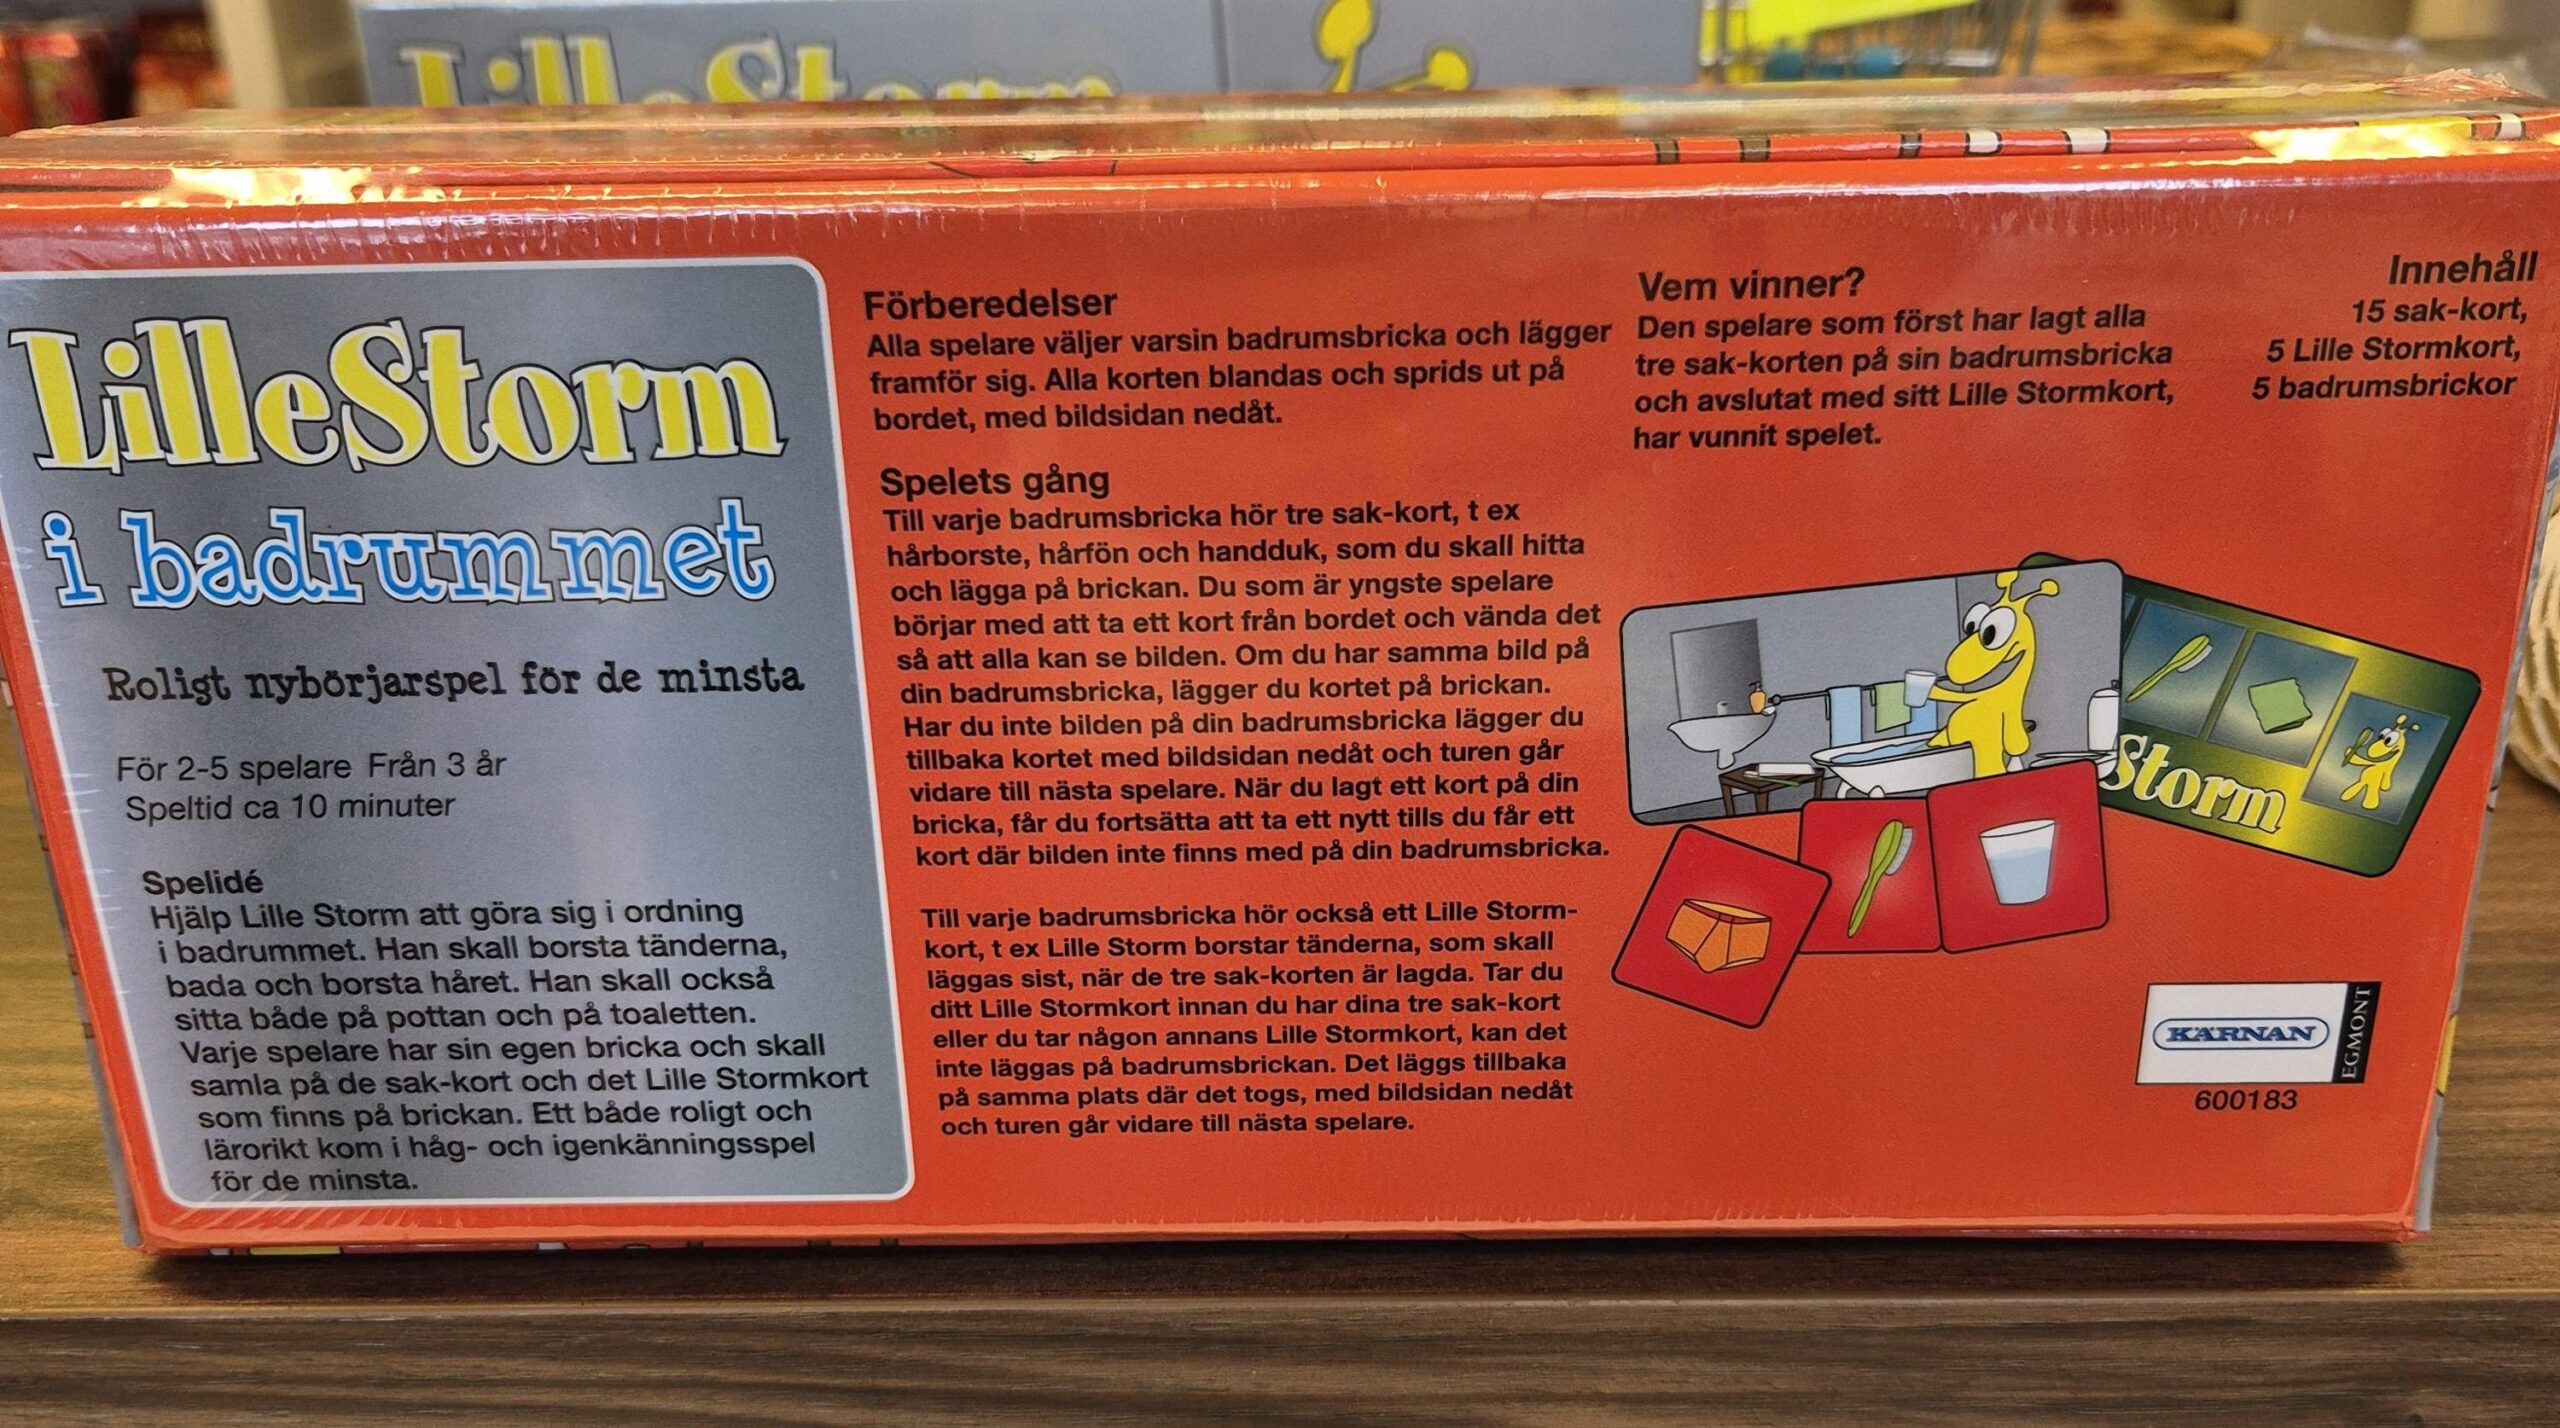 LilleStorm
LilleStorm
i badrummet
Roligt nybörjarspel för de minsta
För 2-5 spelare Från 3 år
Speltid ca 10 minuter
Spelidé
Hjälp Lille Storm att göra sig i ordning
i badrummet. Han skall borsta tänderna,
bada och borsta håret. Han skall också
sitta både på pottan och på toaletten.
Varje spelare har sin egen bricka och skall
samla på de sak-kort och det Lille Stormkort
som finns på brickan. Ett både roligt och
lärorikt kom i håg- och igenkänningsspel
för de minsta.
Förberedelser
Alla spelare väljer varsin badrumsbricka och lägger
framför sig. Alla korten blandas och sprids ut på
bordet, med bildsidan nedåt.
Spelets gång
Till varje badrumsbricka hör tre sak-kort, t ex
hårborste, hårfön och handduk, som du skall hitta
och lägga på brickan. Du som är yngste spelare
börjar med att ta ett kort från bordet och vända det
så att alla kan se bilden. Om du har samma bild på
din badrumsbricka, lägger du kortet på brickan.
Har du inte bilden på din badrumsbricka lägger du
tillbaka kortet med bildsidan nedåt och turen går
vidare till nästa spelare. När du lagt ett kort på din
bricka, får du fortsätta att ta ett nytt tills du får ett
kort där bilden inte finns med på din badrumsbricka.
Till varje badrumsbricka hör också ett Lille Storm-
kort, t ex Lille Storm borstar tänderna, som skall
läggas sist, när de tre sak-korten är lagda. Tar du
ditt Lille Stormkort innan du har dina tre sak-kort
eller du tar någon annans Lille Stormkort, kan det
inte läggas på badrumsbrickan. Det läggs tillbaka
på samma plats där det togs, med bildsidan nedåt
och turen går vidare till nästa spelare.
Vem vinner?
Den spelare som först har lagt alla
tre sak-korten på sin badrumsbricka
och avslutat med sitt Lille Stormkort,
har vunnit spelet.
Innehåll
15 sak-kort,
5 Lille Stormkort,
5 badrumsbrickor
Storm
KÄRNAN
EGMONT
600183